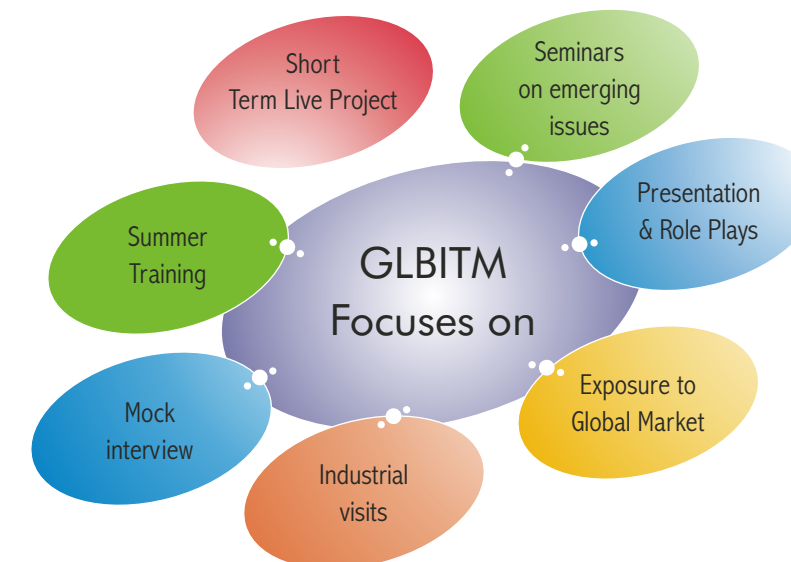 Short
Term Live Project
Seminars
on emerging
issues
Presentation
& Role Plays
Summer
Training
GLBITM
Focuses on
Exposure to
Global Market
Mock
interview
Industrial
visits